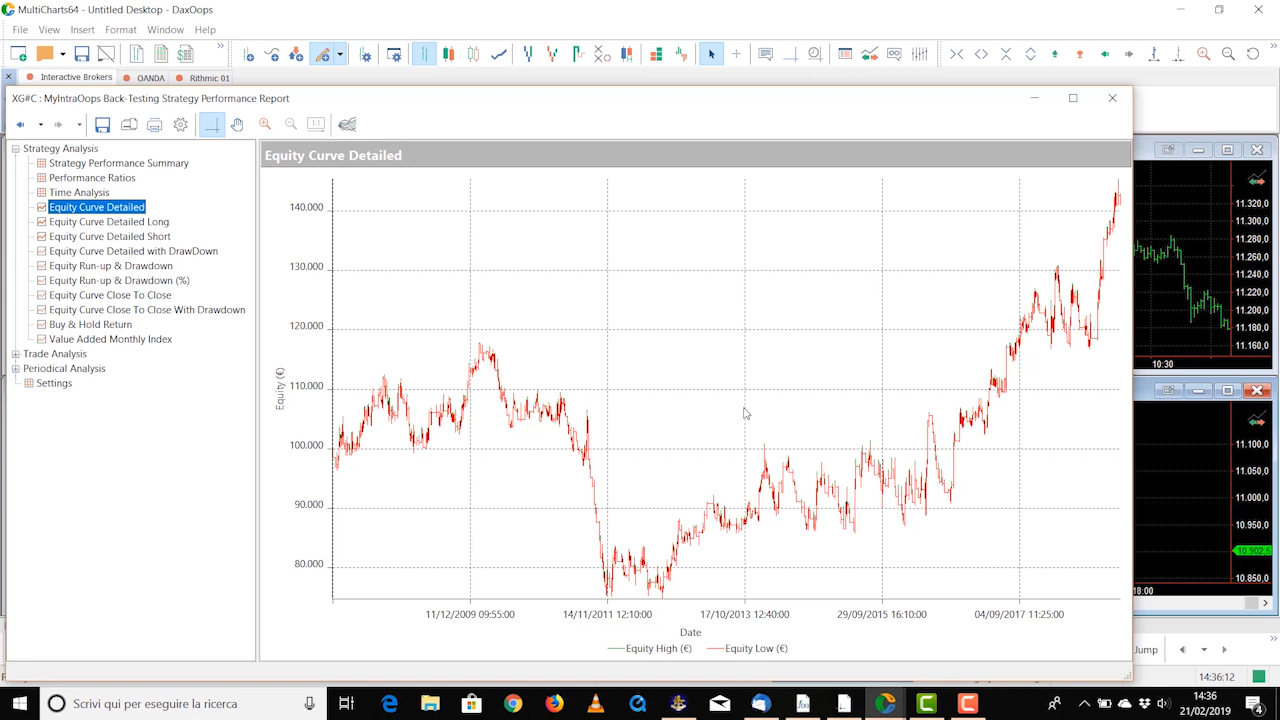 MultiCharts64 - Untitled Desktop - DaxOops
File View Insert Format Window Help
Interactive Brokers OANDA Rithmic 01
XG#C : MyIntraOops Back-Testing Strategy Performance Report
1:1
Strategy Analysis
Strategy Performance Summary
Performance Ratios
Time Analysis
Equity Curve Detailed
Equity Curve Detailed Long
Equity Curve Detailed Short
Equity Curve Detailed with DrawDown
Equity Run-up & Drawdown
Equity Run-up & Drawdown (%)
Equity Curve Close To Close
Equity Curve Close To Close With Drawdown
Buy & Hold Return
Value Added Monthly Index
Trade Analysis
Periodical Analysis
Settings
Equity Curve Detailed
Equity (€)
140.000
130.000
120.000
110.000
100.000
90.000
80.000
11/12/2009 09:55:00 14/11/2011 12:10:00 17/10/2013 12:40:00 29/09/2015 16:10:00 04/09/2017 11:25:00
Date
Equity High (€) Equity Low (€)
11.320,0
11.300,0
11.280,0
11.260,0
11.240,0
11.220,0
11.200,0
11.180,0
11.160,0
10:30
11.100,0
11.050,0
11.000,0
10.950,0
10.902,5
10.850,0
18:00
Jump
14:36:12
Scrivi qui per eseguire la ricerca
14:36
21/02/2019
4